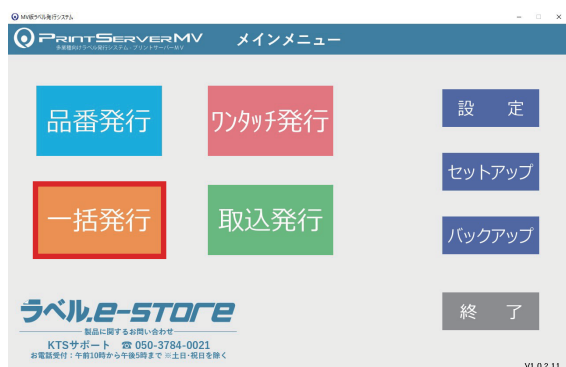 MV版ラベル発行システム
PRINTSERVERMV メインメニュー
多業種向けラベル発行システム・プリントサーバーMV
品番発行
ワンタッチ発行
設 定
セットアップ
一括発行
取込発行
バックアップ
ラベル.e-STORE
製品に関するお問い合わせ
KTSサポート ☎ 050-3784-0021
お電話受付：午前10時から午後5時まで ※土日・祝日を除く
終 了
V1.0.2.11